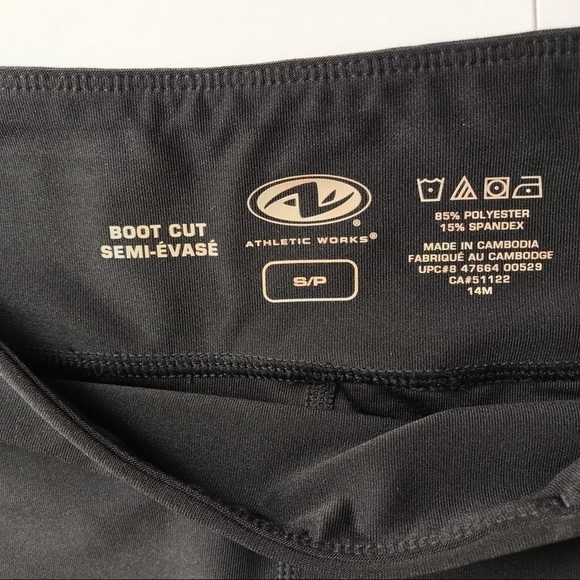 BOOT CUT
SEMI-ÉVASÉ
ATHLETIC WORKS®
S/P
85% POLYESTER
15% SPANDEX
MADE IN CAMBODIA
FABRIQUÉ AU CAMBODGE
UPC#8 47664 00529
CA#51122
14M